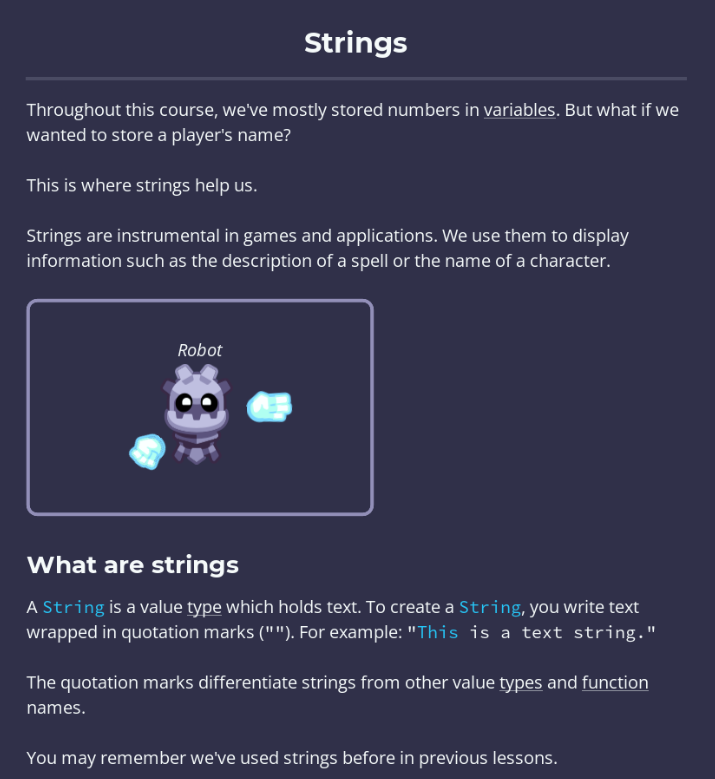 Strings
Throughout this course, we've mostly stored numbers in variables. But what if we
wanted to store a player's name?
This is where strings help us.
Strings are instrumental in games and applications. We use them to display
information such as the description of a spell or the name of a character.
Robot
What are strings
A String is a value type which holds text. To create a String, you write text
wrapped in quotation marks (""). For example: "This is a text string."
The quotation marks differentiate strings from other value types and function
names.
You may remember we've used strings before in previous lessons.